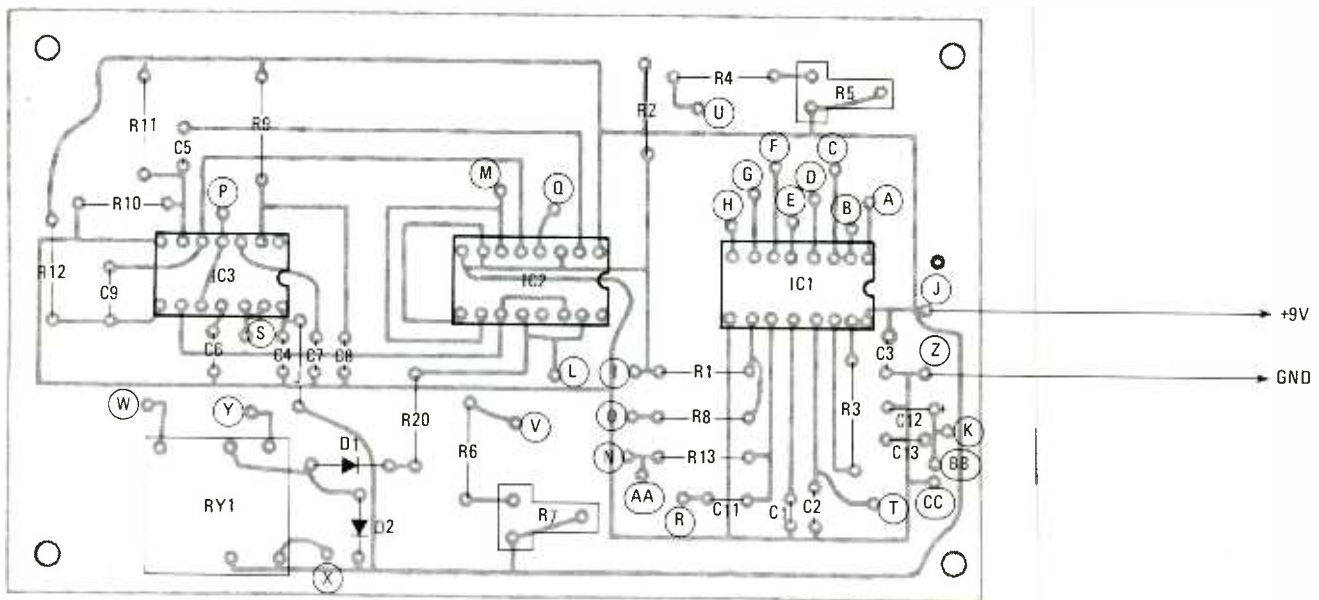 R4
R5
U
R2
R11
R9
C5
F
C
M
P
Q
G
D
E
H
B
A
R10
R12
C9
IC3
IC2
IC1
J
+9V
S
C6
C4
C7
C8
L
I
R1
C3
Z
GND
W
Y
R20
V
O
R8
R3
C12
K
D1
R6
N
R13
C13
BB
AA
RY1
D2
R7
R
C11
C1
C2
T
CC
X